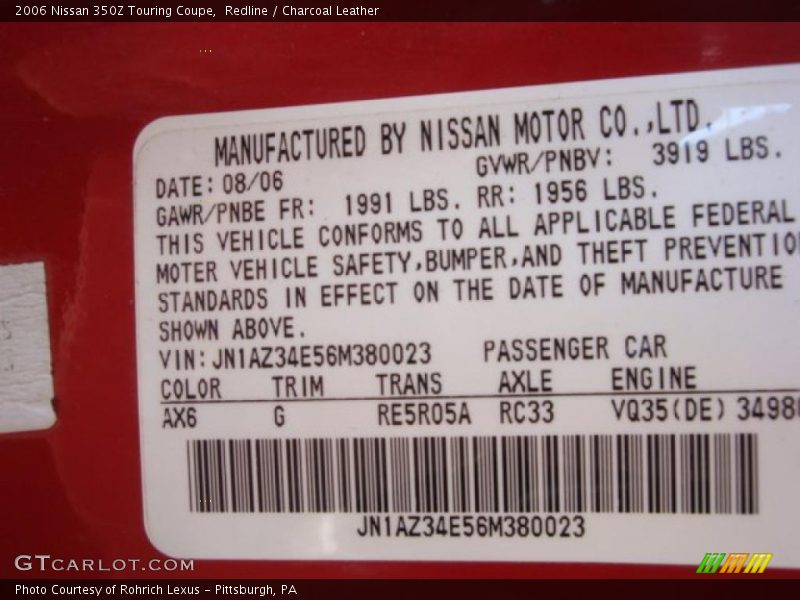 2006 Nissan 350Z Touring Coupe,  Redline / Charcoal Leather
MANUFACTURED BY NISSAN MOTOR CO.,LTD.
DATE: 08/06 GVWR/PNBV: 3919 LBS.
GAWR/PNBE FR: 1991 LBS. RR: 1956 LBS.
THIS VEHICLE CONFORMS TO ALL APPLICABLE FEDERAL
MOTER VEHICLE SAFETY,BUMPER,AND THEFT PREVENTIO
STANDARDS IN EFFECT ON THE DATE OF MANUFACTURE
SHOWN ABOVE.
VIN: JN1AZ34E56M380023 PASSENGER CAR
COLOR TRIM TRANS AXLE ENGINE
AX6 G RE5R05A RC33 VQ35(DE) 3498
JN1AZ34E56M380023
GTCARLOT.COM
Photo Courtesy of Rohrich Lexus - Pittsburgh, PA